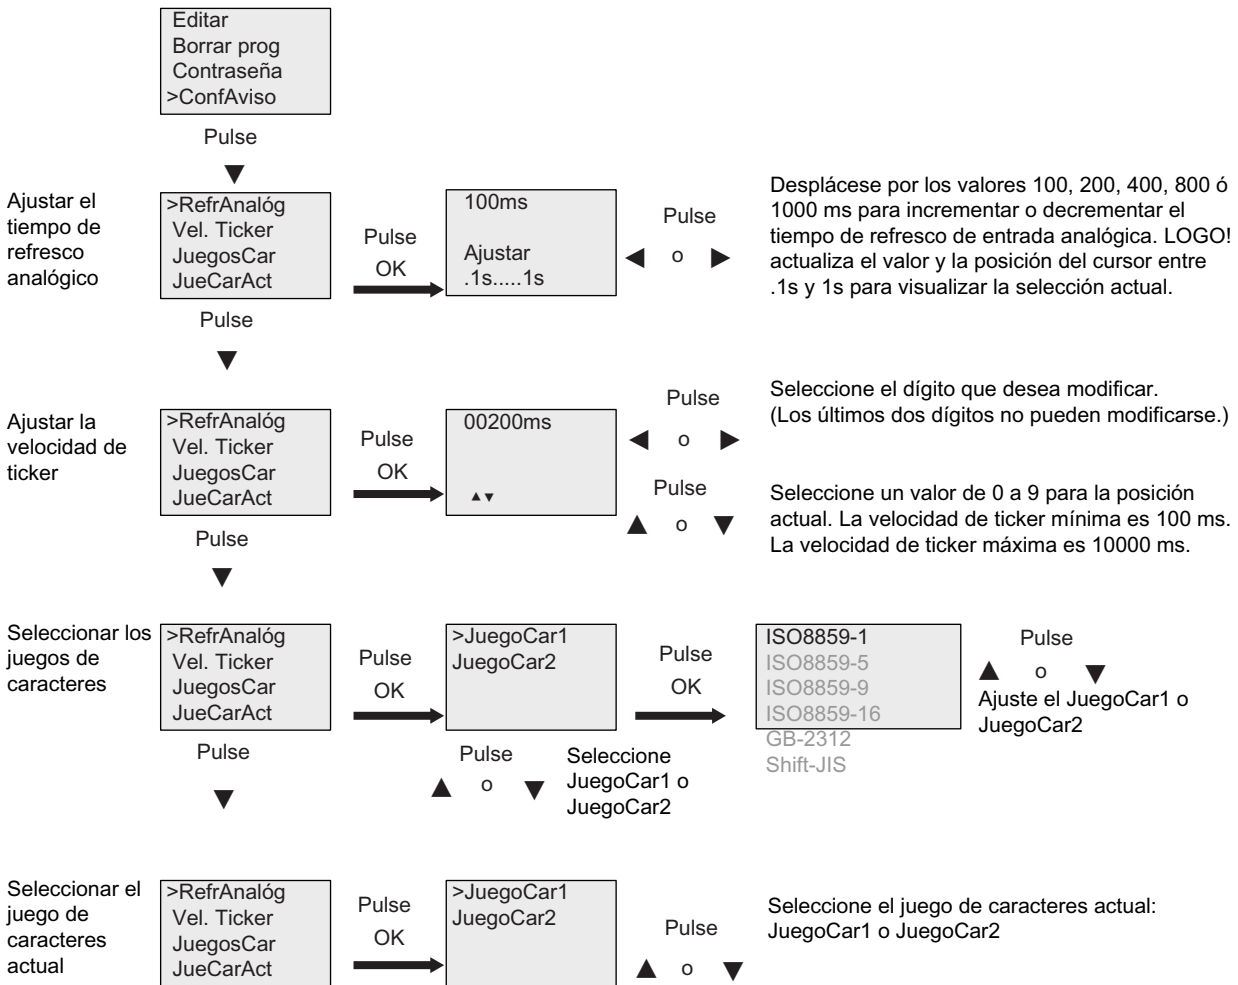 Editar
Borrar prog
Contraseña
>ConfAviso
Pulse
▼
Ajustar el
tiempo de
refresco
analógico
>RefrAnalóg
Vel. Ticker
JuegosCar
JueCarAct
Pulse
OK
100ms
Ajustar
.1s.....1s
Pulse
◀ o ▶
Desplácese por los valores 100, 200, 400, 800 ó
1000 ms para incrementar o decrementar el
tiempo de refresco de entrada analógica. LOGO!
actualiza el valor y la posición del cursor entre
.1s y 1s para visualizar la selección actual.
Pulse
▼
Ajustar la
velocidad de
ticker
>RefrAnalóg
Vel. Ticker
JuegosCar
JueCarAct
Pulse
OK
00200ms
▲▼
Pulse
◀ o ▶
Seleccione el dígito que desea modificar.
(Los últimos dos dígitos no pueden modificarse.)
Pulse
▲ o ▼
Seleccione un valor de 0 a 9 para la posición
actual. La velocidad de ticker mínima es 100 ms.
La velocidad de ticker máxima es 10000 ms.
Pulse
▼
Seleccionar los
juegos de
caracteres
>RefrAnalóg
Vel. Ticker
JuegosCar
JueCarAct
Pulse
OK
>JuegoCar1
JuegoCar2
Pulse
▲ o ▼
Seleccione
JuegoCar1 o
JuegoCar2
Pulse
OK
ISO8859-1
ISO8859-5
ISO8859-9
ISO8859-16
GB-2312
Shift-JIS
Pulse
▲ o ▼
Ajuste el JuegoCar1 o
JuegoCar2
Pulse
▼
Seleccionar el
juego de
caracteres
actual
>RefrAnalóg
Vel. Ticker
JuegosCar
JueCarAct
Pulse
OK
>JuegoCar1
JuegoCar2
Pulse
▲ o ▼
Seleccione el juego de caracteres actual:
JuegoCar1 o JuegoCar2